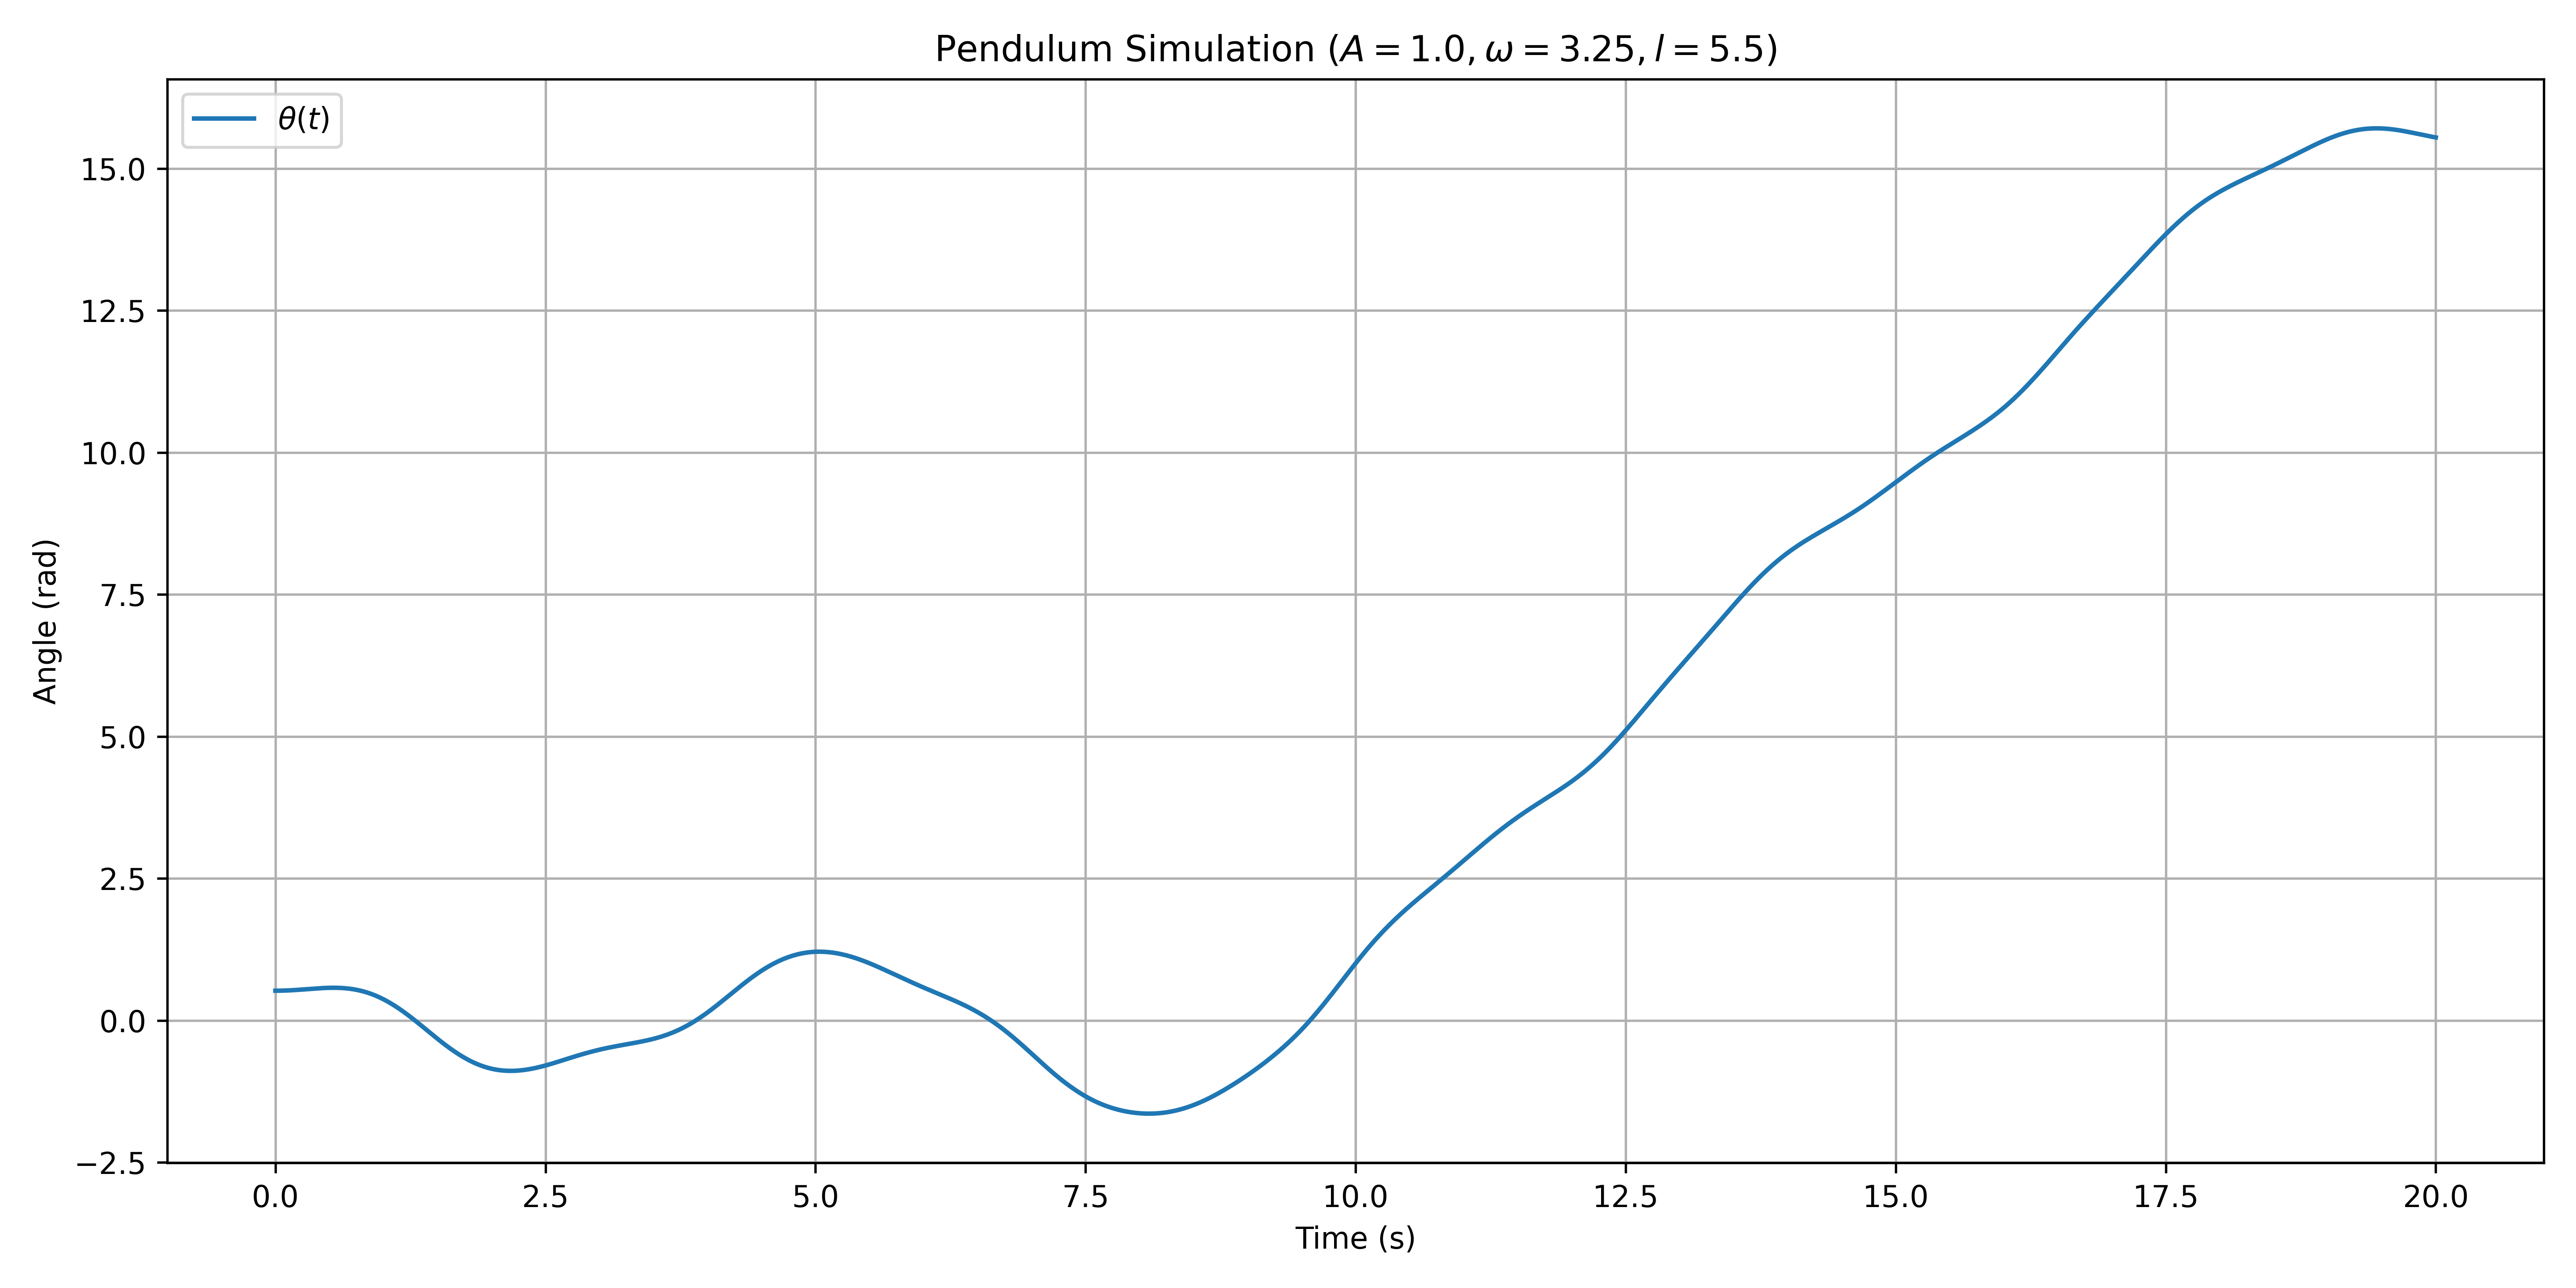 Pendulum Simulation (A = 1.0, ω = 3.25, l = 5.5)
θ(t)
15.0
12.5
10.0
7.5
5.0
2.5
0.0
−2.5
Angle (rad)
0.0 2.5 5.0 7.5 10.0 12.5 15.0 17.5 20.0
Time (s)